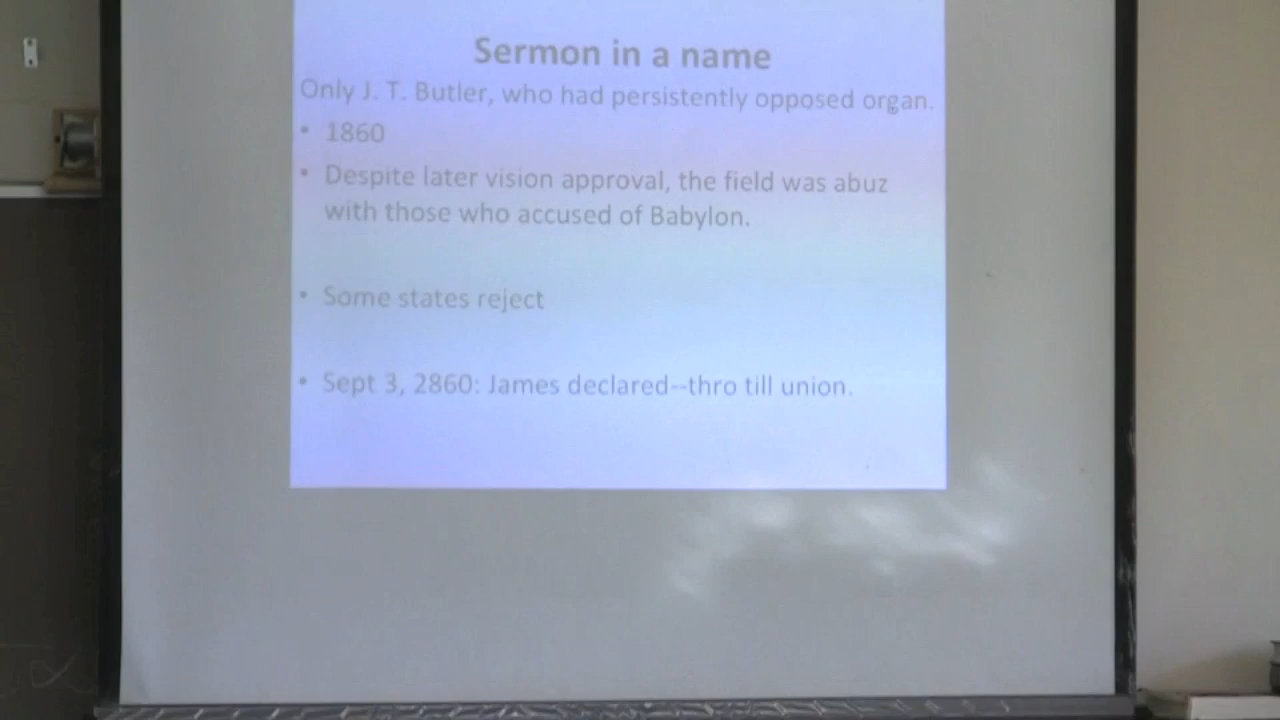 Sermon in a name
Only J. T. Butler, who had persistently opposed organ.
• 1860
• Despite later vision approval, the field was abuz
with those who accused of Babylon.
• Some states reject
• Sept 3, 2860: James declared--thro till union.